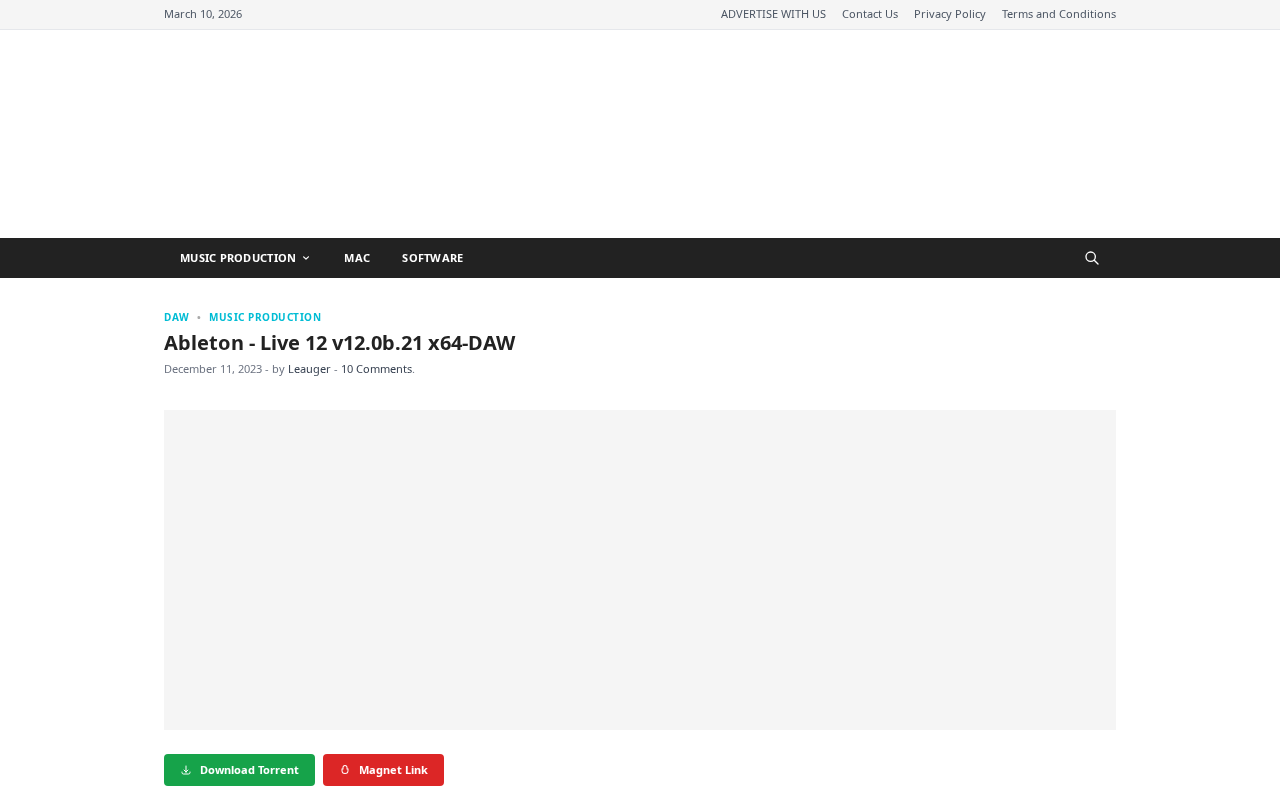 March 10, 2026
ADVERTISE WITH US Contact Us Privacy Policy Terms and Conditions
MUSIC PRODUCTION MAC SOFTWARE
DAW • MUSIC PRODUCTION
Ableton - Live 12 v12.0b.21 x64-DAW
December 11, 2023 - by Leauger - 10 Comments.
Download Torrent Magnet Link